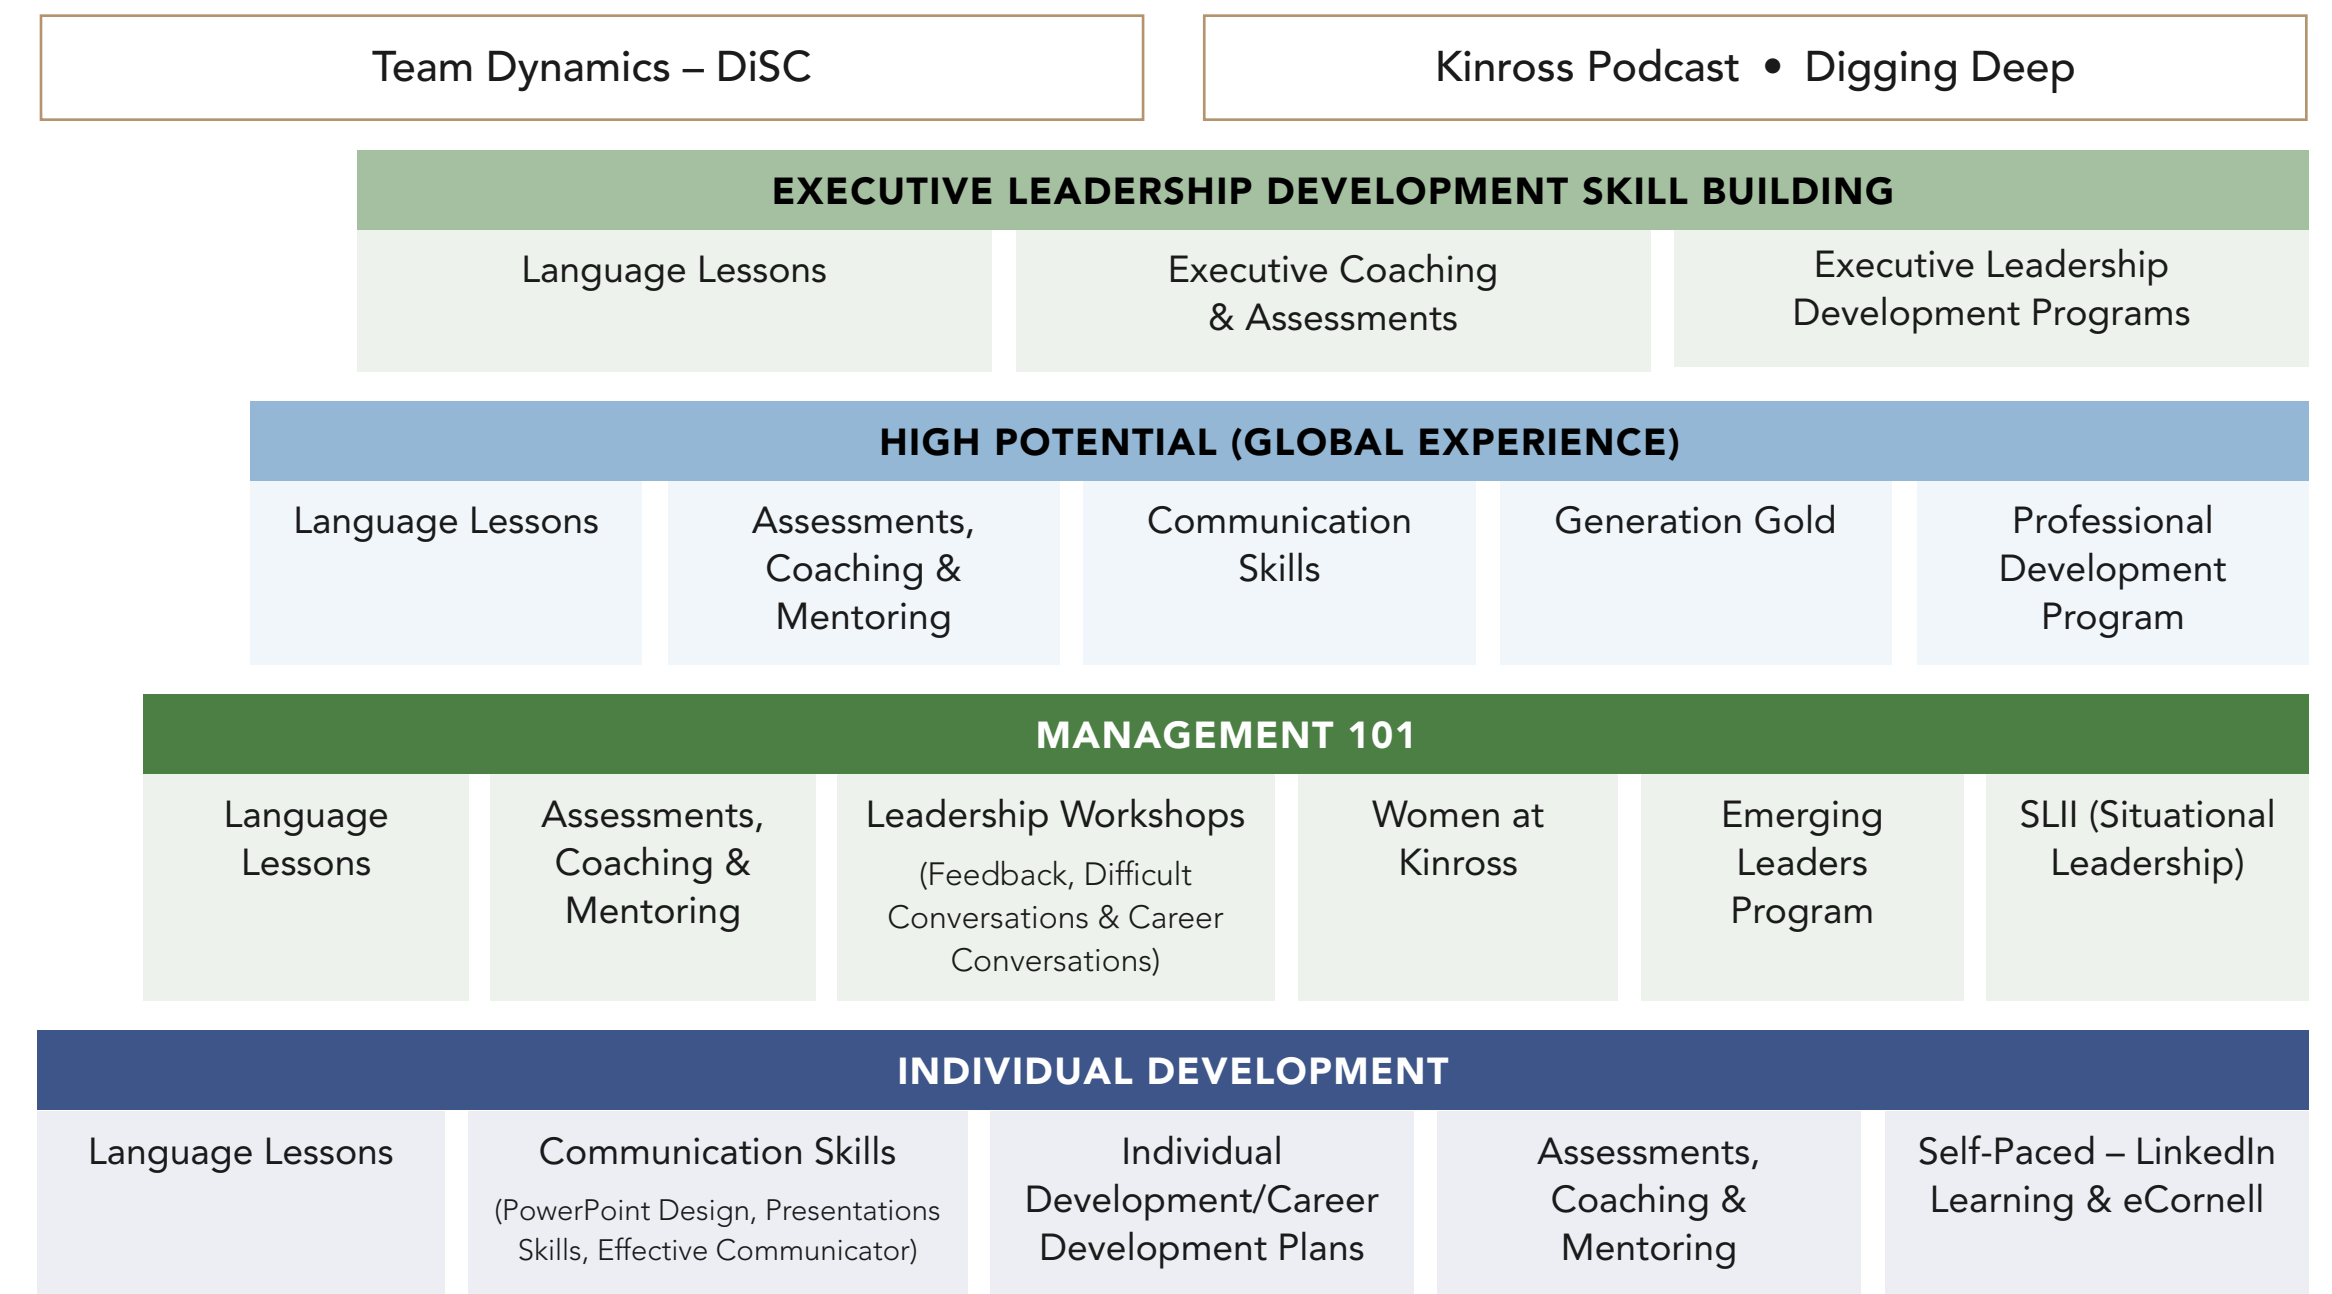 Team Dynamics – DiSC
Kinross Podcast • Digging Deep
EXECUTIVE LEADERSHIP DEVELOPMENT SKILL BUILDING
Language Lessons
Executive Coaching
& Assessments
Executive Leadership
Development Programs
HIGH POTENTIAL (GLOBAL EXPERIENCE)
Language Lessons
Assessments,
Coaching &
Mentoring
Communication
Skills
Generation Gold
Professional
Development
Program
MANAGEMENT 101
Language
Lessons
Assessments,
Coaching &
Mentoring
Leadership Workshops
(Feedback, Difficult
Conversations & Career
Conversations)
Women at
Kinross
Emerging
Leaders
Program
SLII (Situational
Leadership)
INDIVIDUAL DEVELOPMENT
Language Lessons
Communication Skills
(PowerPoint Design, Presentations
Skills, Effective Communicator)
Individual
Development/Career
Development Plans
Assessments,
Coaching &
Mentoring
Self-Paced – LinkedIn
Learning & eCornell